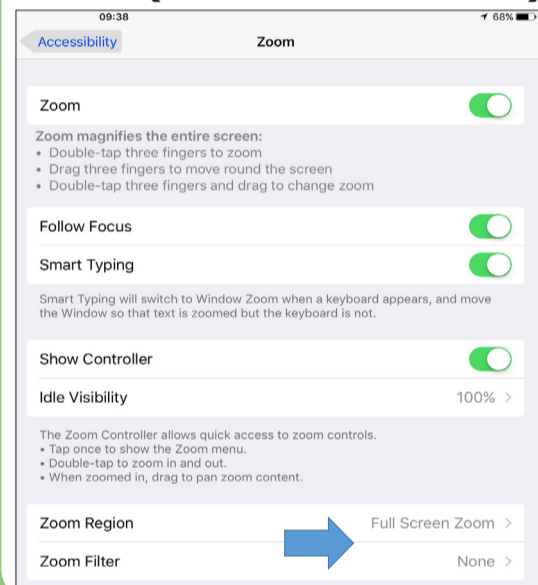 09:38 68%
Accessibility Zoom
Zoom
Zoom magnifies the entire screen:
• Double-tap three fingers to zoom
• Drag three fingers to move round the screen
• Double-tap three fingers and drag to change zoom
Follow Focus
Smart Typing
Smart Typing will switch to Window Zoom when a keyboard appears, and move
the Window so that text is zoomed but the keyboard is not.
Show Controller
Idle Visibility 100% >
The Zoom Controller allows quick access to zoom controls.
• Tap once to show the Zoom menu.
• Double-tap to zoom in and out.
• When zoomed in, drag to pan zoom content.
Zoom Region Full Screen Zoom >
Zoom Filter None >